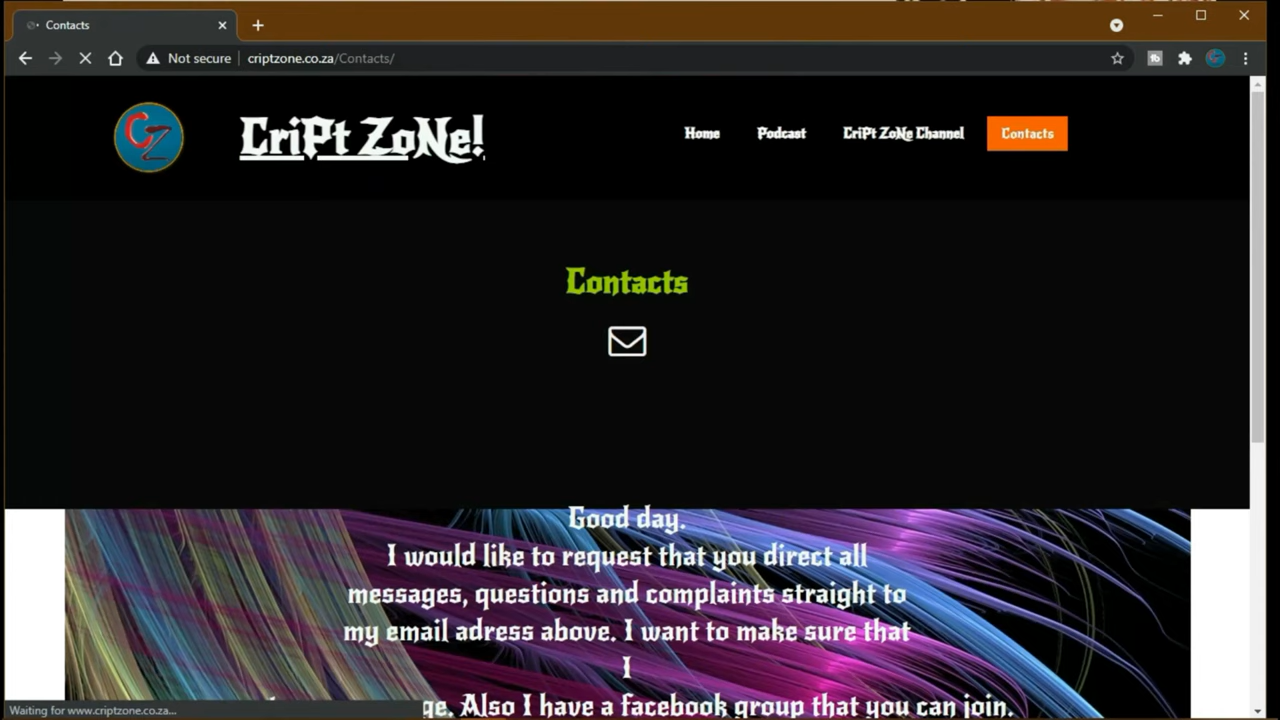 Contacts
Not secure
criptzone.co.za/Contacts/
CZ
CriPt ZoNe!
Home
Podcast
CriPt ZoNe Channel
Contacts
Contacts
Good day.
I would like to request that you direct all
messages, questions and complaints straight to
my email adress above. I want to make sure that
I
ge. Also I have a facebook group that you can join.
Waiting for www.criptzone.co.za...